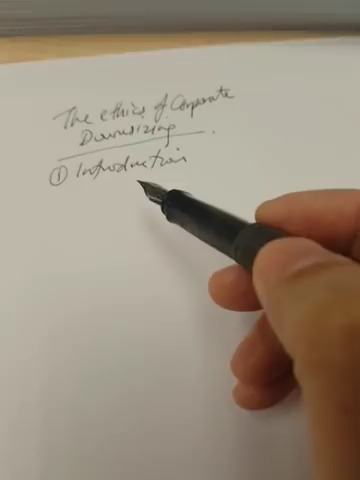 The ethics of Corporate
Downsizing
① Introduction